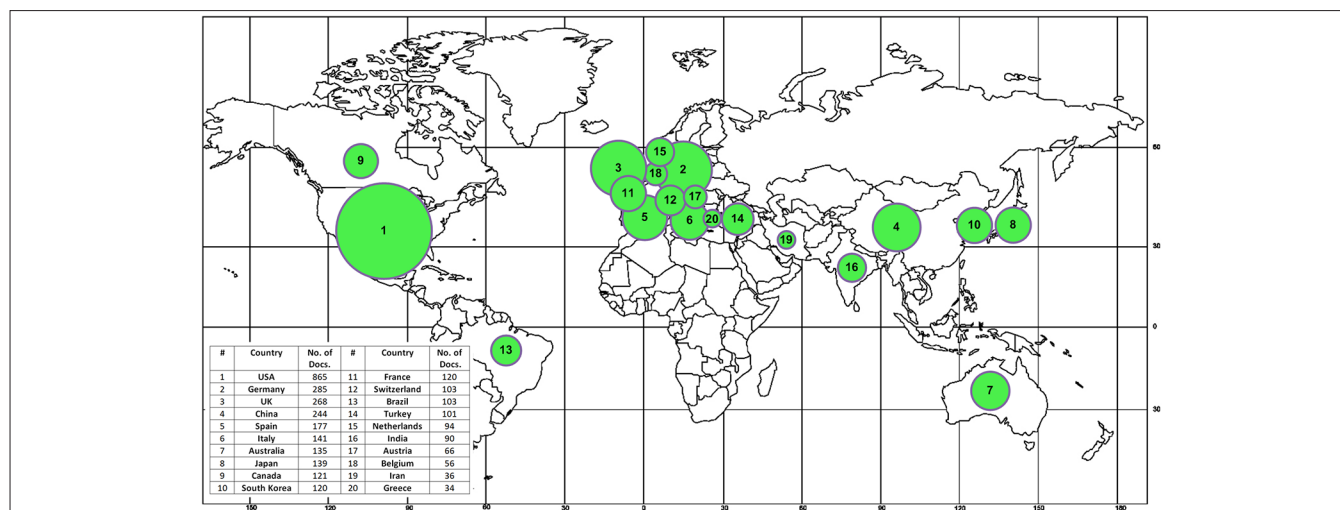 15
60
3
2
9
18
11
17
12
5
6
20
14
4
10
8
1
19
30
16
0
13
7
30
# Country No. of Docs. # Country No. of Docs.
1 USA 865 11 France 120
2 Germany 285 12 Switzerland 103
3 UK 268 13 Brazil 103
4 China 244 14 Turkey 101
5 Spain 177 15 Netherlands 94
6 Italy 141 16 India 90
7 Australia 135 17 Austria 66
8 Japan 139 18 Belgium 56
9 Canada 121 19 Iran 36
10 South Korea 120 20 Greece 34
150 120 90 60 30 0 30 60 90 120 150 180